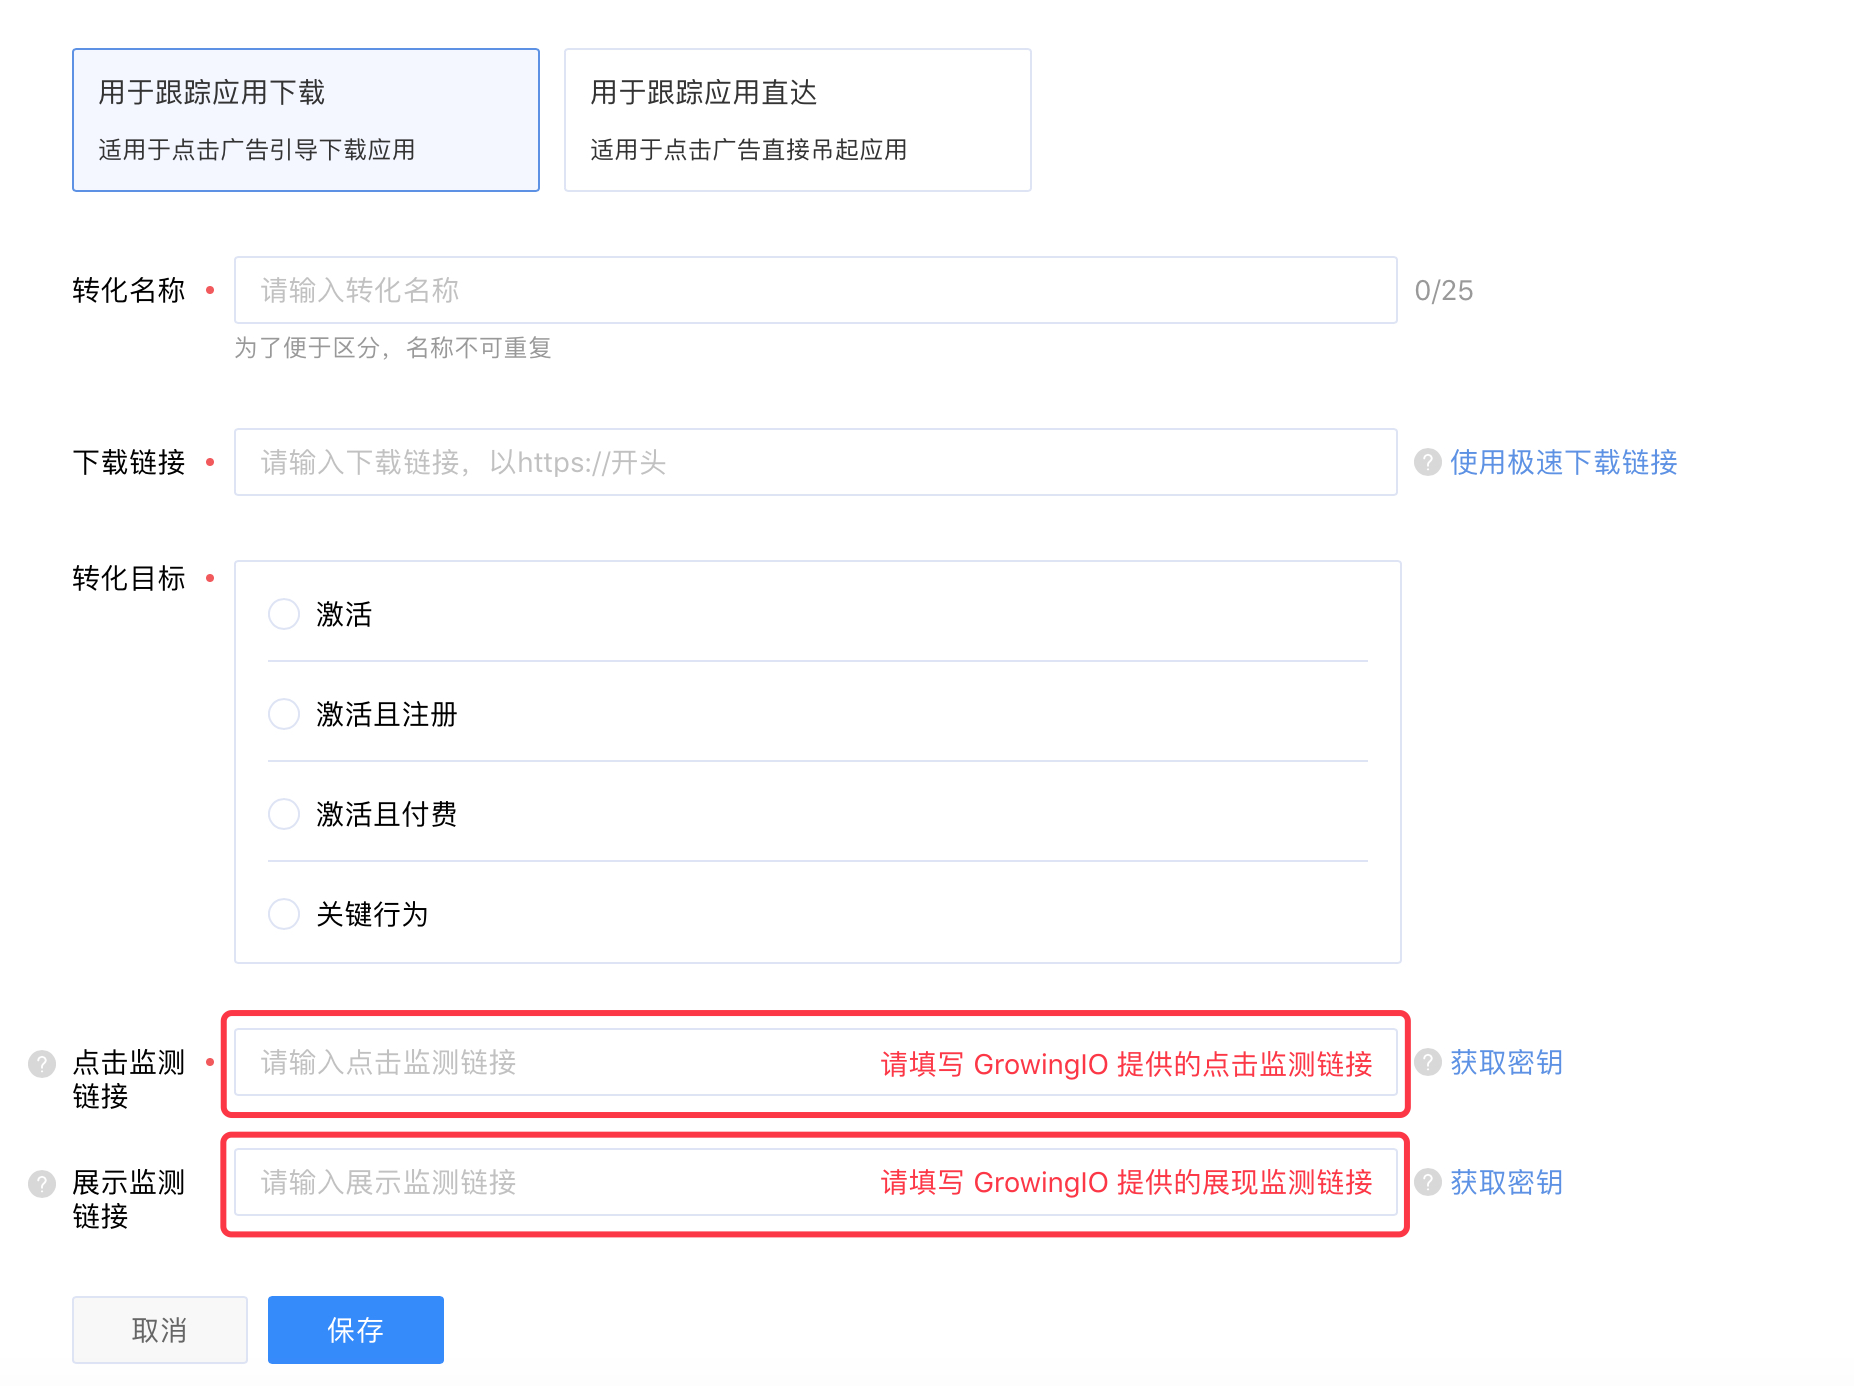 用于跟踪应用下载
适用于点击广告引导下载应用
用于跟踪应用直达
适用于点击广告直接吊起应用
转化名称
请输入转化名称
0/25
为了便于区分，名称不可重复
下载链接
请输入下载链接，以https://开头
? 使用极速下载链接
转化目标
激活
激活且注册
激活且付费
关键行为
? 点击监测
链接
请输入点击监测链接
请填写 GrowingIO 提供的点击监测链接
? 获取密钥
? 展示监测
链接
请输入展示监测链接
请填写 GrowingIO 提供的展现监测链接
? 获取密钥
取消
保存